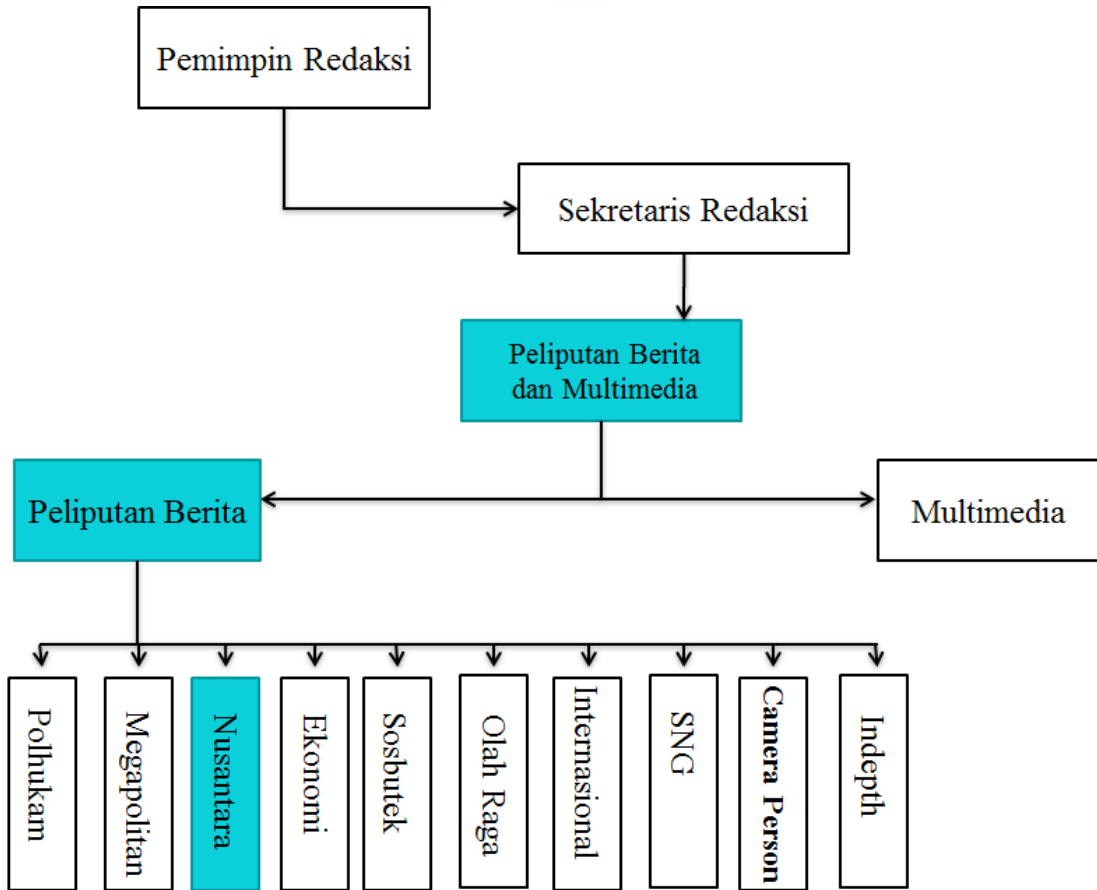 Pemimpin Redaksi
Sekretaris Redaksi
Peliputan Berita
dan Multimedia
Peliputan Berita
Multimedia
Polhukam
Megapolitan
Nusantara
Ekonomi
Sosbutek
Olah Raga
Internasional
SNG
Camera Person
Indepth